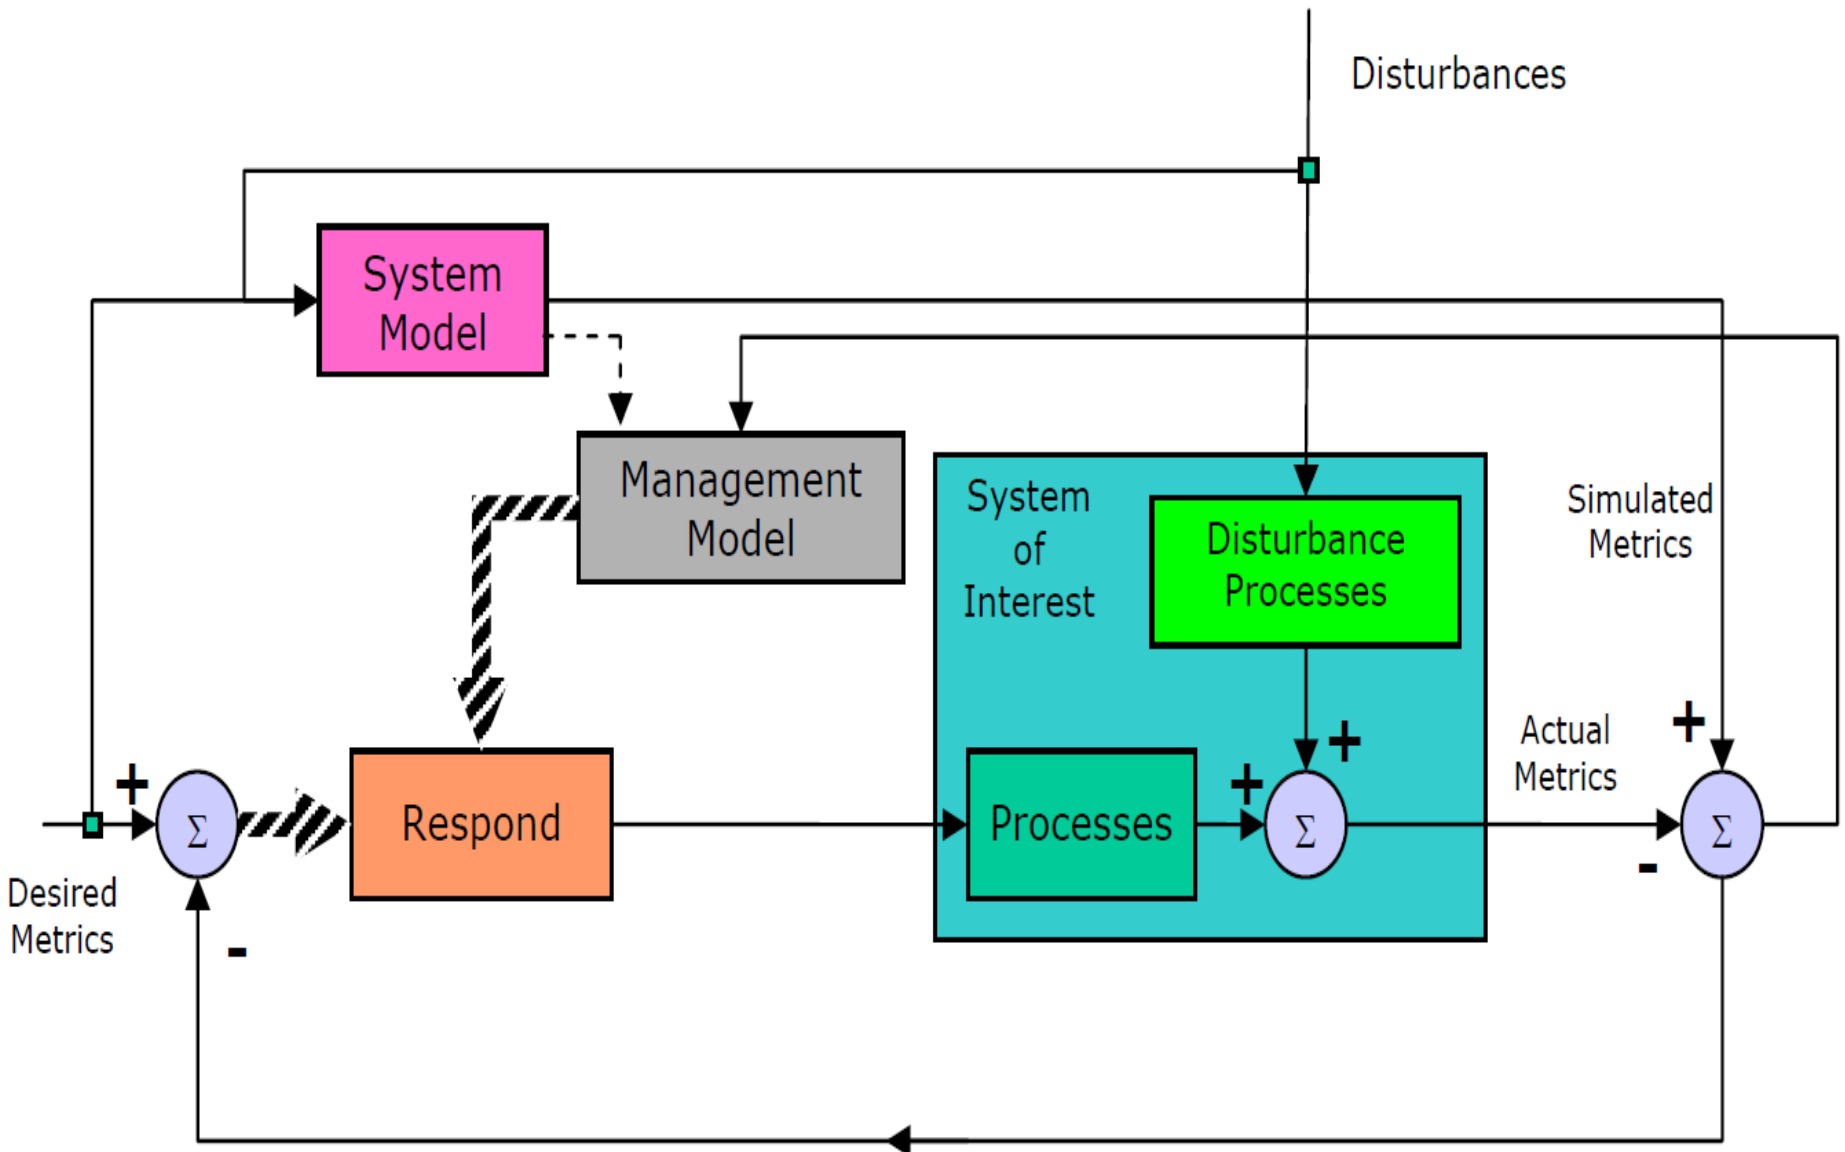 Disturbances
System
Model
Management
Model
System
of
Interest
Disturbance
Processes
Simulated
Metrics
+
+
Actual
Metrics
+
+
Σ
Respond
Processes
+
Σ
Σ
-
Desired
Metrics
-